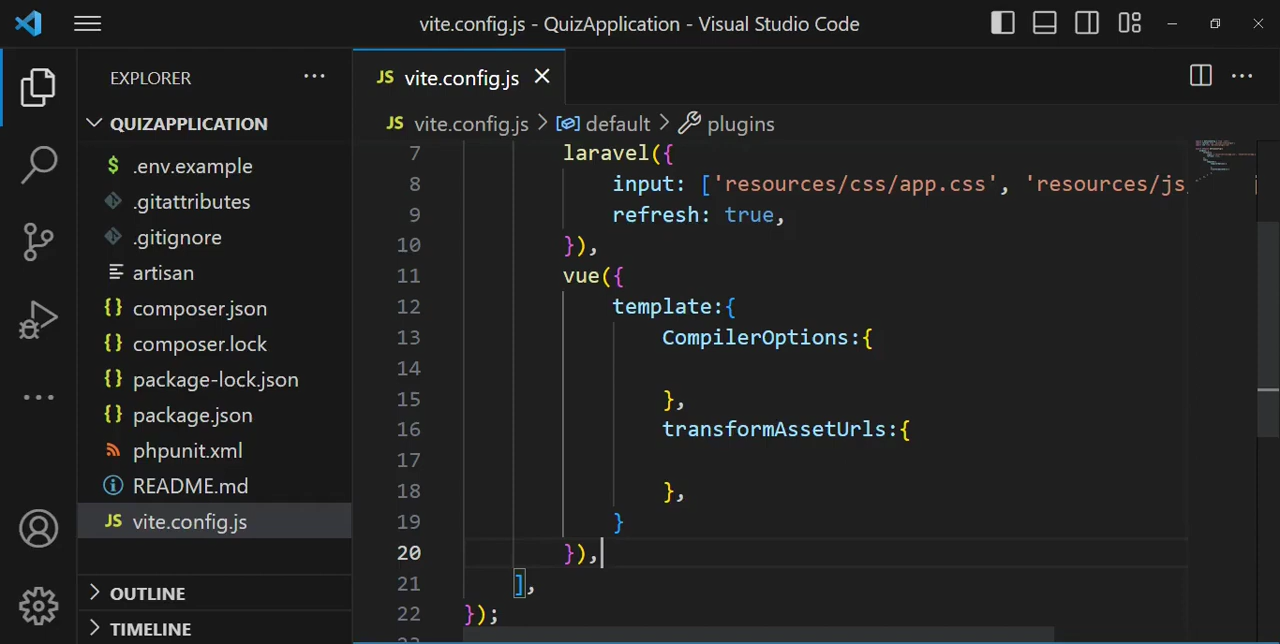 vite.config.js - QuizApplication - Visual Studio Code
EXPLORER
QUIZAPPLICATION
.env.example
.gitattributes
.gitignore
artisan
composer.json
composer.lock
package-lock.json
package.json
phpunit.xml
README.md
vite.config.js
OUTLINE
TIMELINE
JS vite.config.js
JS vite.config.js > default > plugins
7 laravel({
8 input: ['resources/css/app.css', 'resources/js
9 refresh: true,
10 }),
11 vue({
12 template:{
13 CompilerOptions:{
14
15 },
16 transformAssetUrls:{
17
18 },
19 }
20 }),
21 ],
22 });